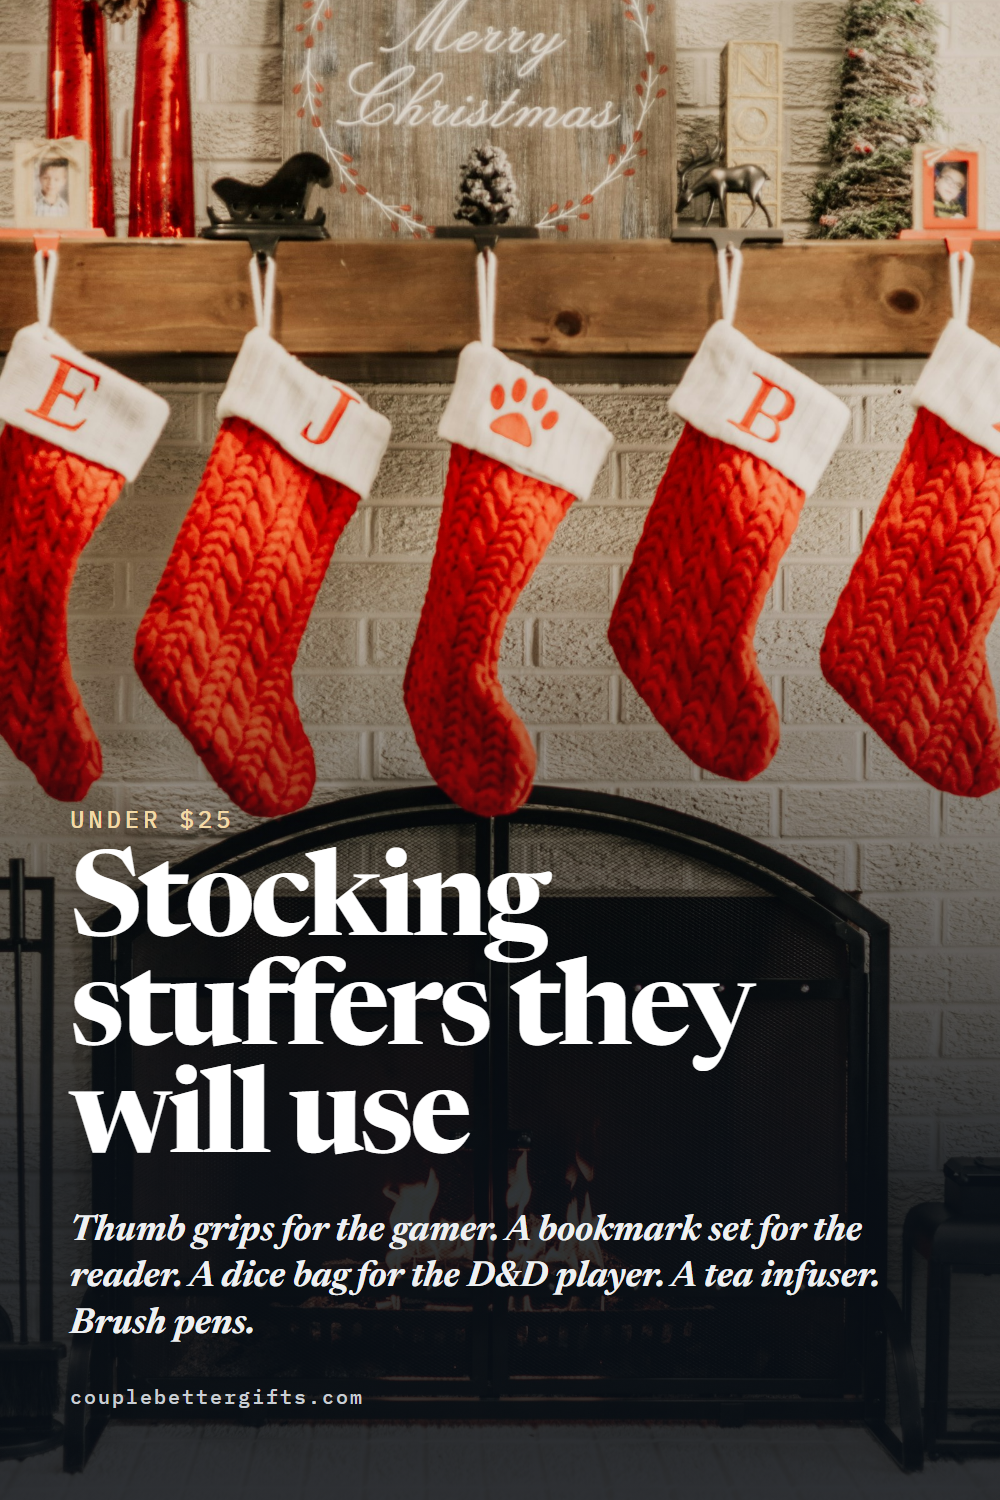 Merry
Christmas
NO
E
J
B
UNDER $25
Stocking
stuffers they
will use
Thumb grips for the gamer. A bookmark set for the
reader. A dice bag for the D&D player. A tea infuser.
Brush pens.
couplebettergifts.com